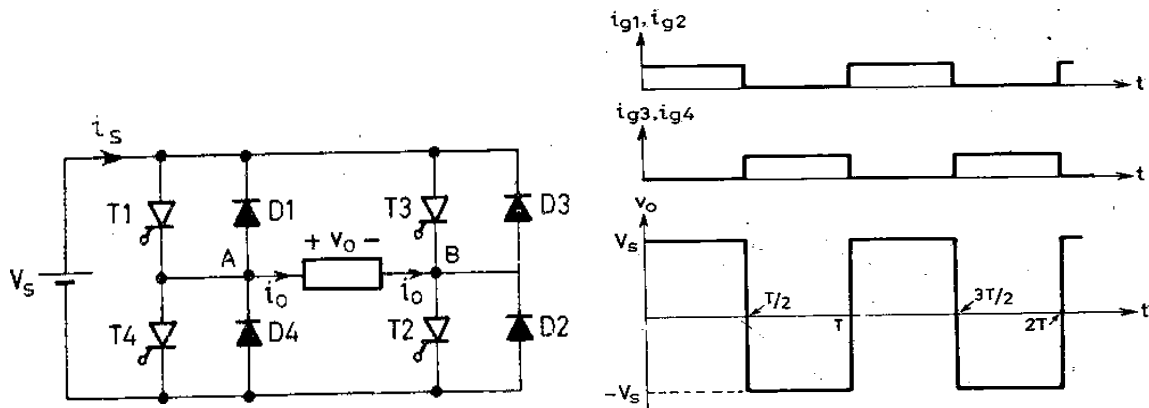 i_s
T1
D1
T3
D3
A
+ v_o -
B
V_s
i_o
i_o
T4
D4
T2
D2
i_g1, i_g2
t
i_g3, i_g4
t
v_o
V_s
T/2
T
3T/2
2T
t
-V_s